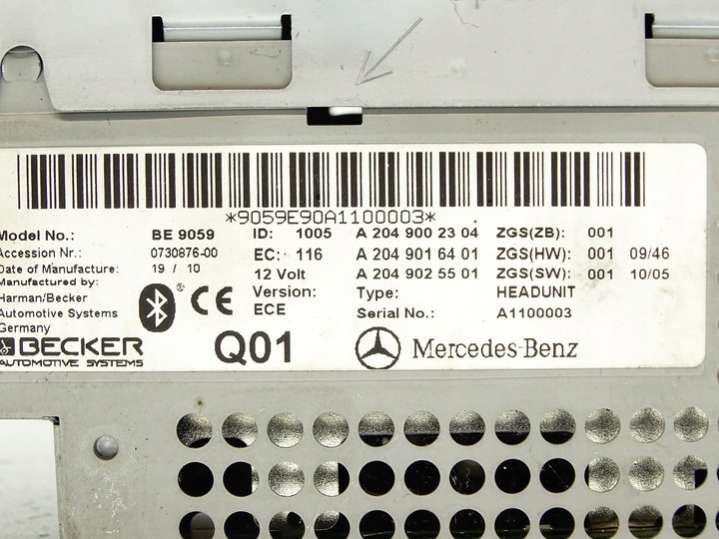 *9059E90A1100003*
Model No.: BE 9059 ID: 1005 A 204 900 23 04 ZGS(ZB): 001
Accession Nr.: 0730876-00 EC: 116 A 204 901 64 01 ZGS(HW): 001 09/46
Date of Manufacture: 19 / 10 12 Volt A 204 902 55 01 ZGS(SW): 001 10/05
Manufactured by: Version: Type: HEADUNIT
Harman/Becker ECE Serial No.: A1100003
Automotive Systems
Germany
BECKER Q01 Mercedes-Benz
AUTOMOTIVE SYSTEMS